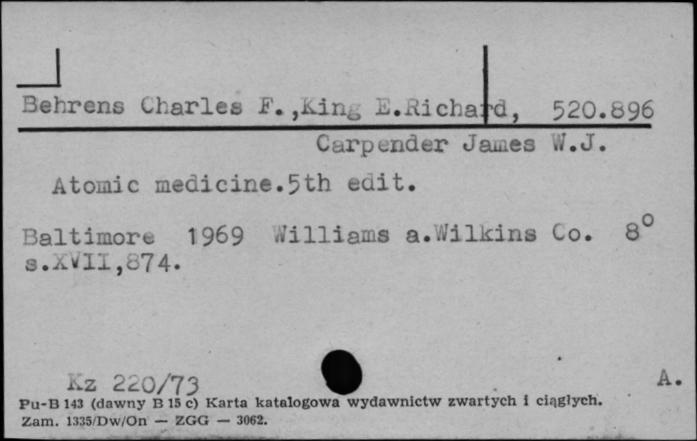 Behrens Charles F.,King E.Richard, 520.896
Carpender James W.J.
Atomic medicine.5th edit.
Baltimore 1969 Williams a.Wilkins Co. 8°
s.XVII,874.
Kz 220/73 A.
Pu-B 143 (dawny B 15 c) Karta katalogowa wydawnictw zwartych i ciągłych.
Zam. 1335/Dw/On — ZGG — 3062.